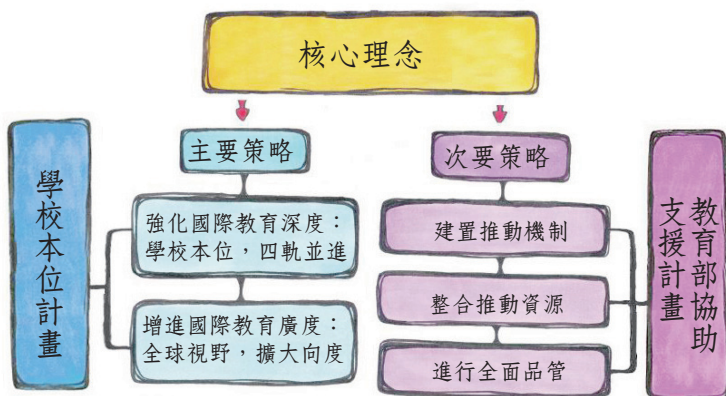 核心理念
主要策略
次要策略
學校本位計畫
強化國際教育深度：
學校本位，四軌並進
增進國際教育廣度：
全球視野，擴大向度
建置推動機制
整合推動資源
進行全面品管
教育部協助
支援計畫